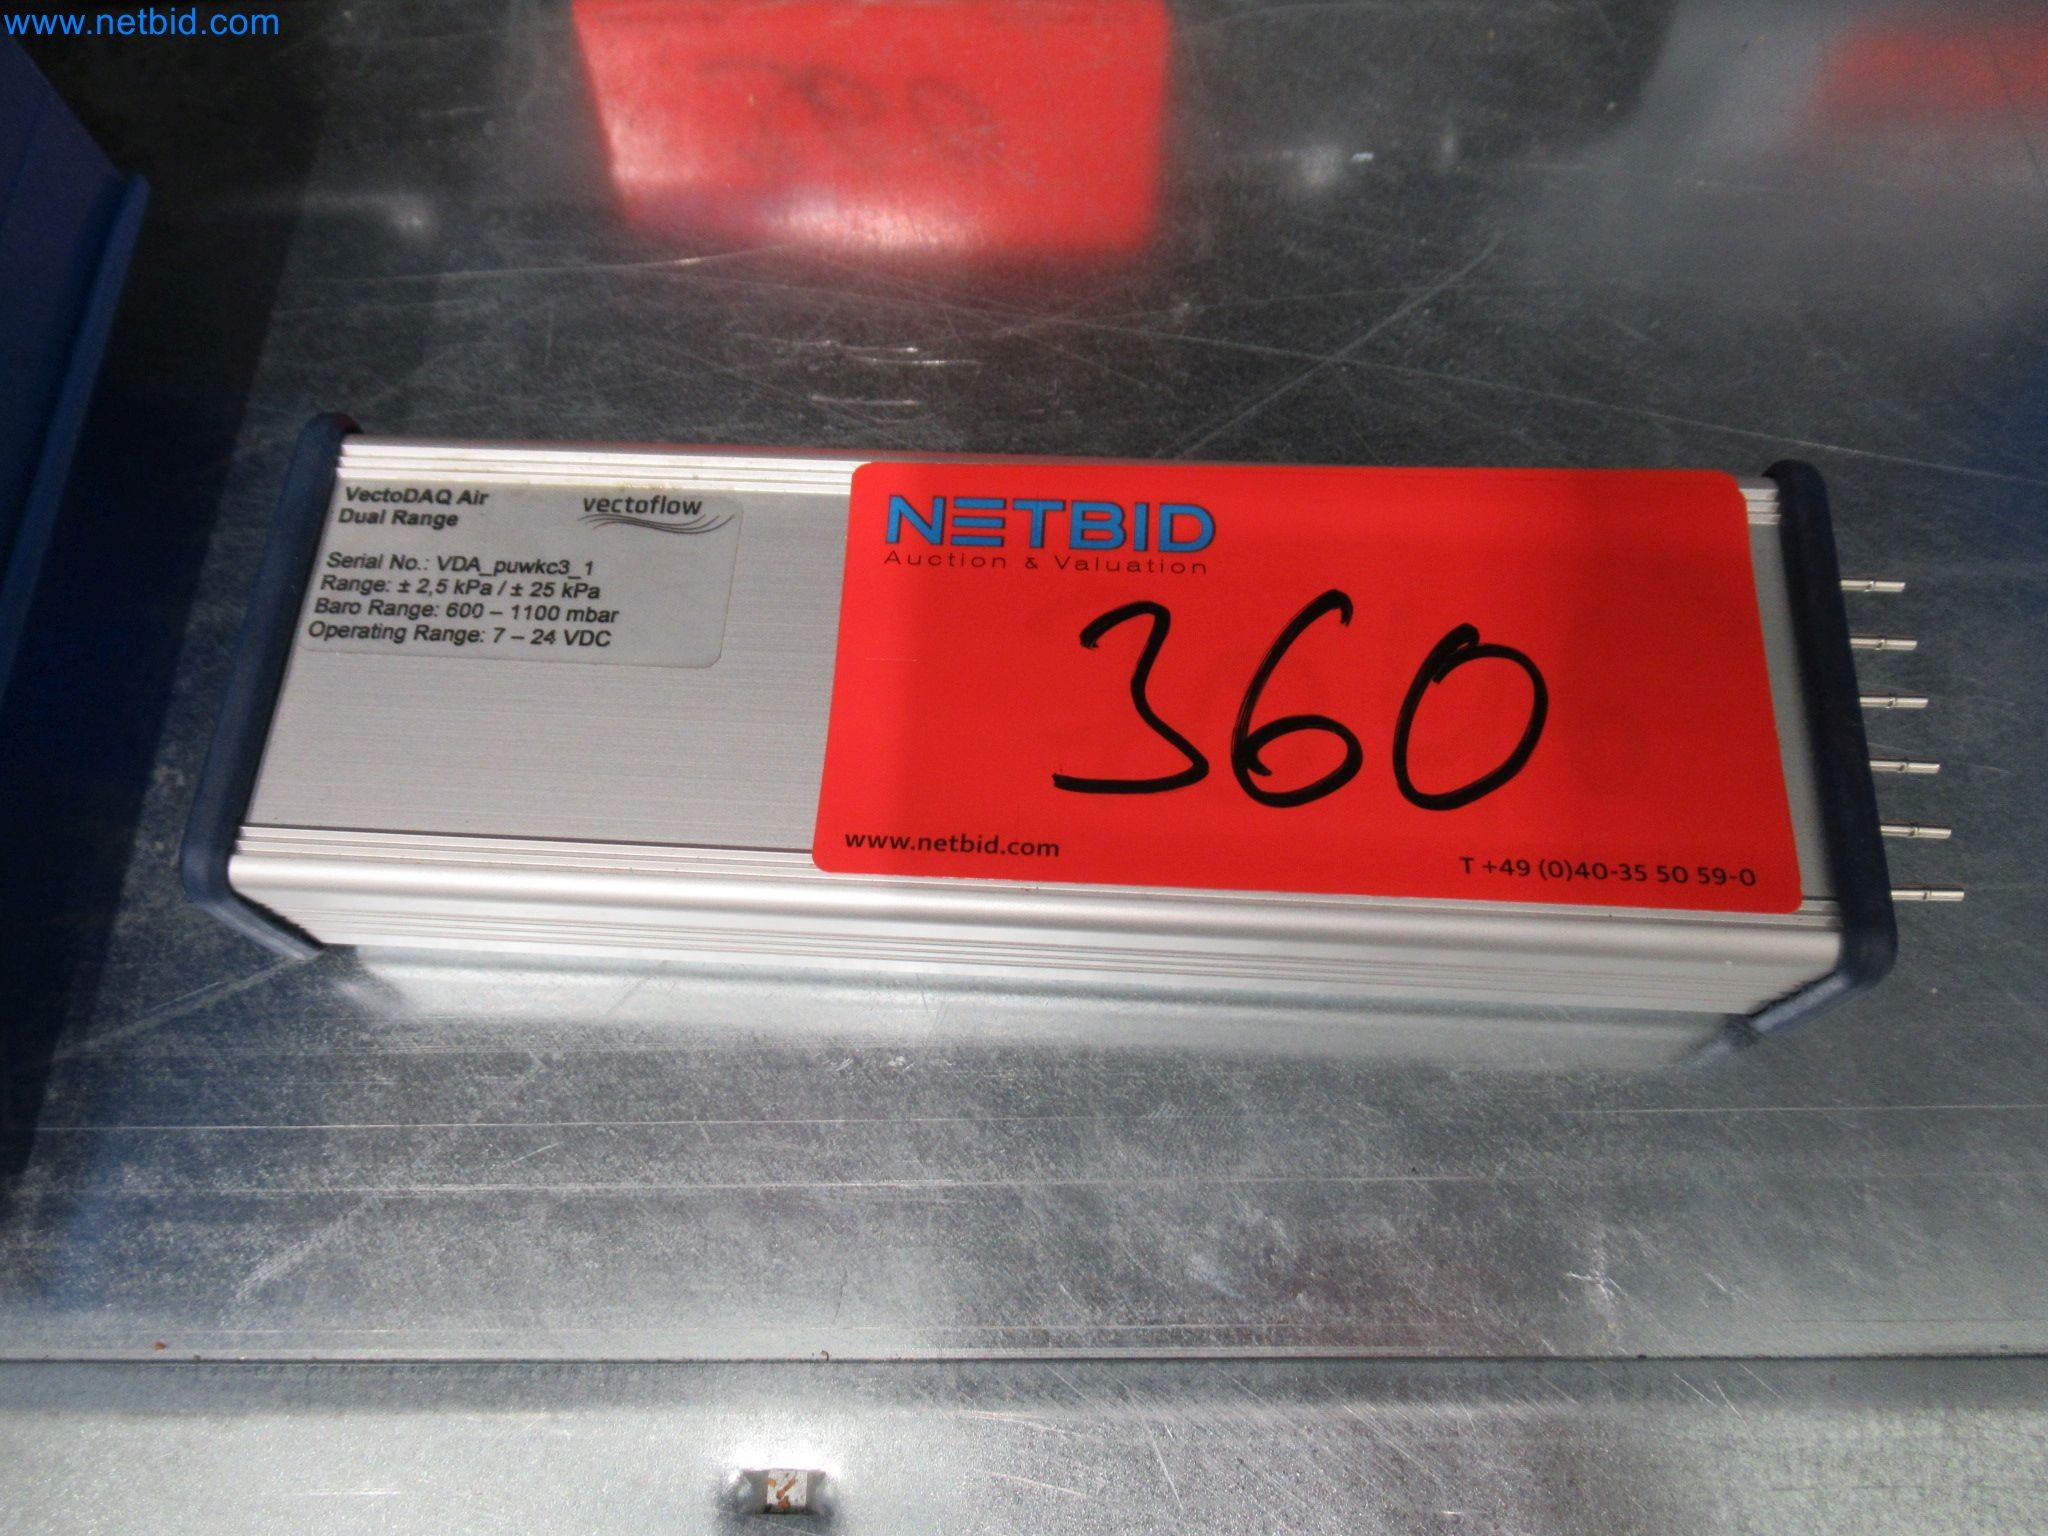 www.netbid.com
VectoDAQ Air
Dual Range
vectoflow
Serial No.: VDA_puwkc3_1
Range: ± 2,5 kPa / ± 25 kPa
Baro Range: 600 – 1100 mbar
Operating Range: 7 – 24 VDC
NETBID
Auction & Valuation
360
www.netbid.com
T +49 (0)40-35 50 59-0